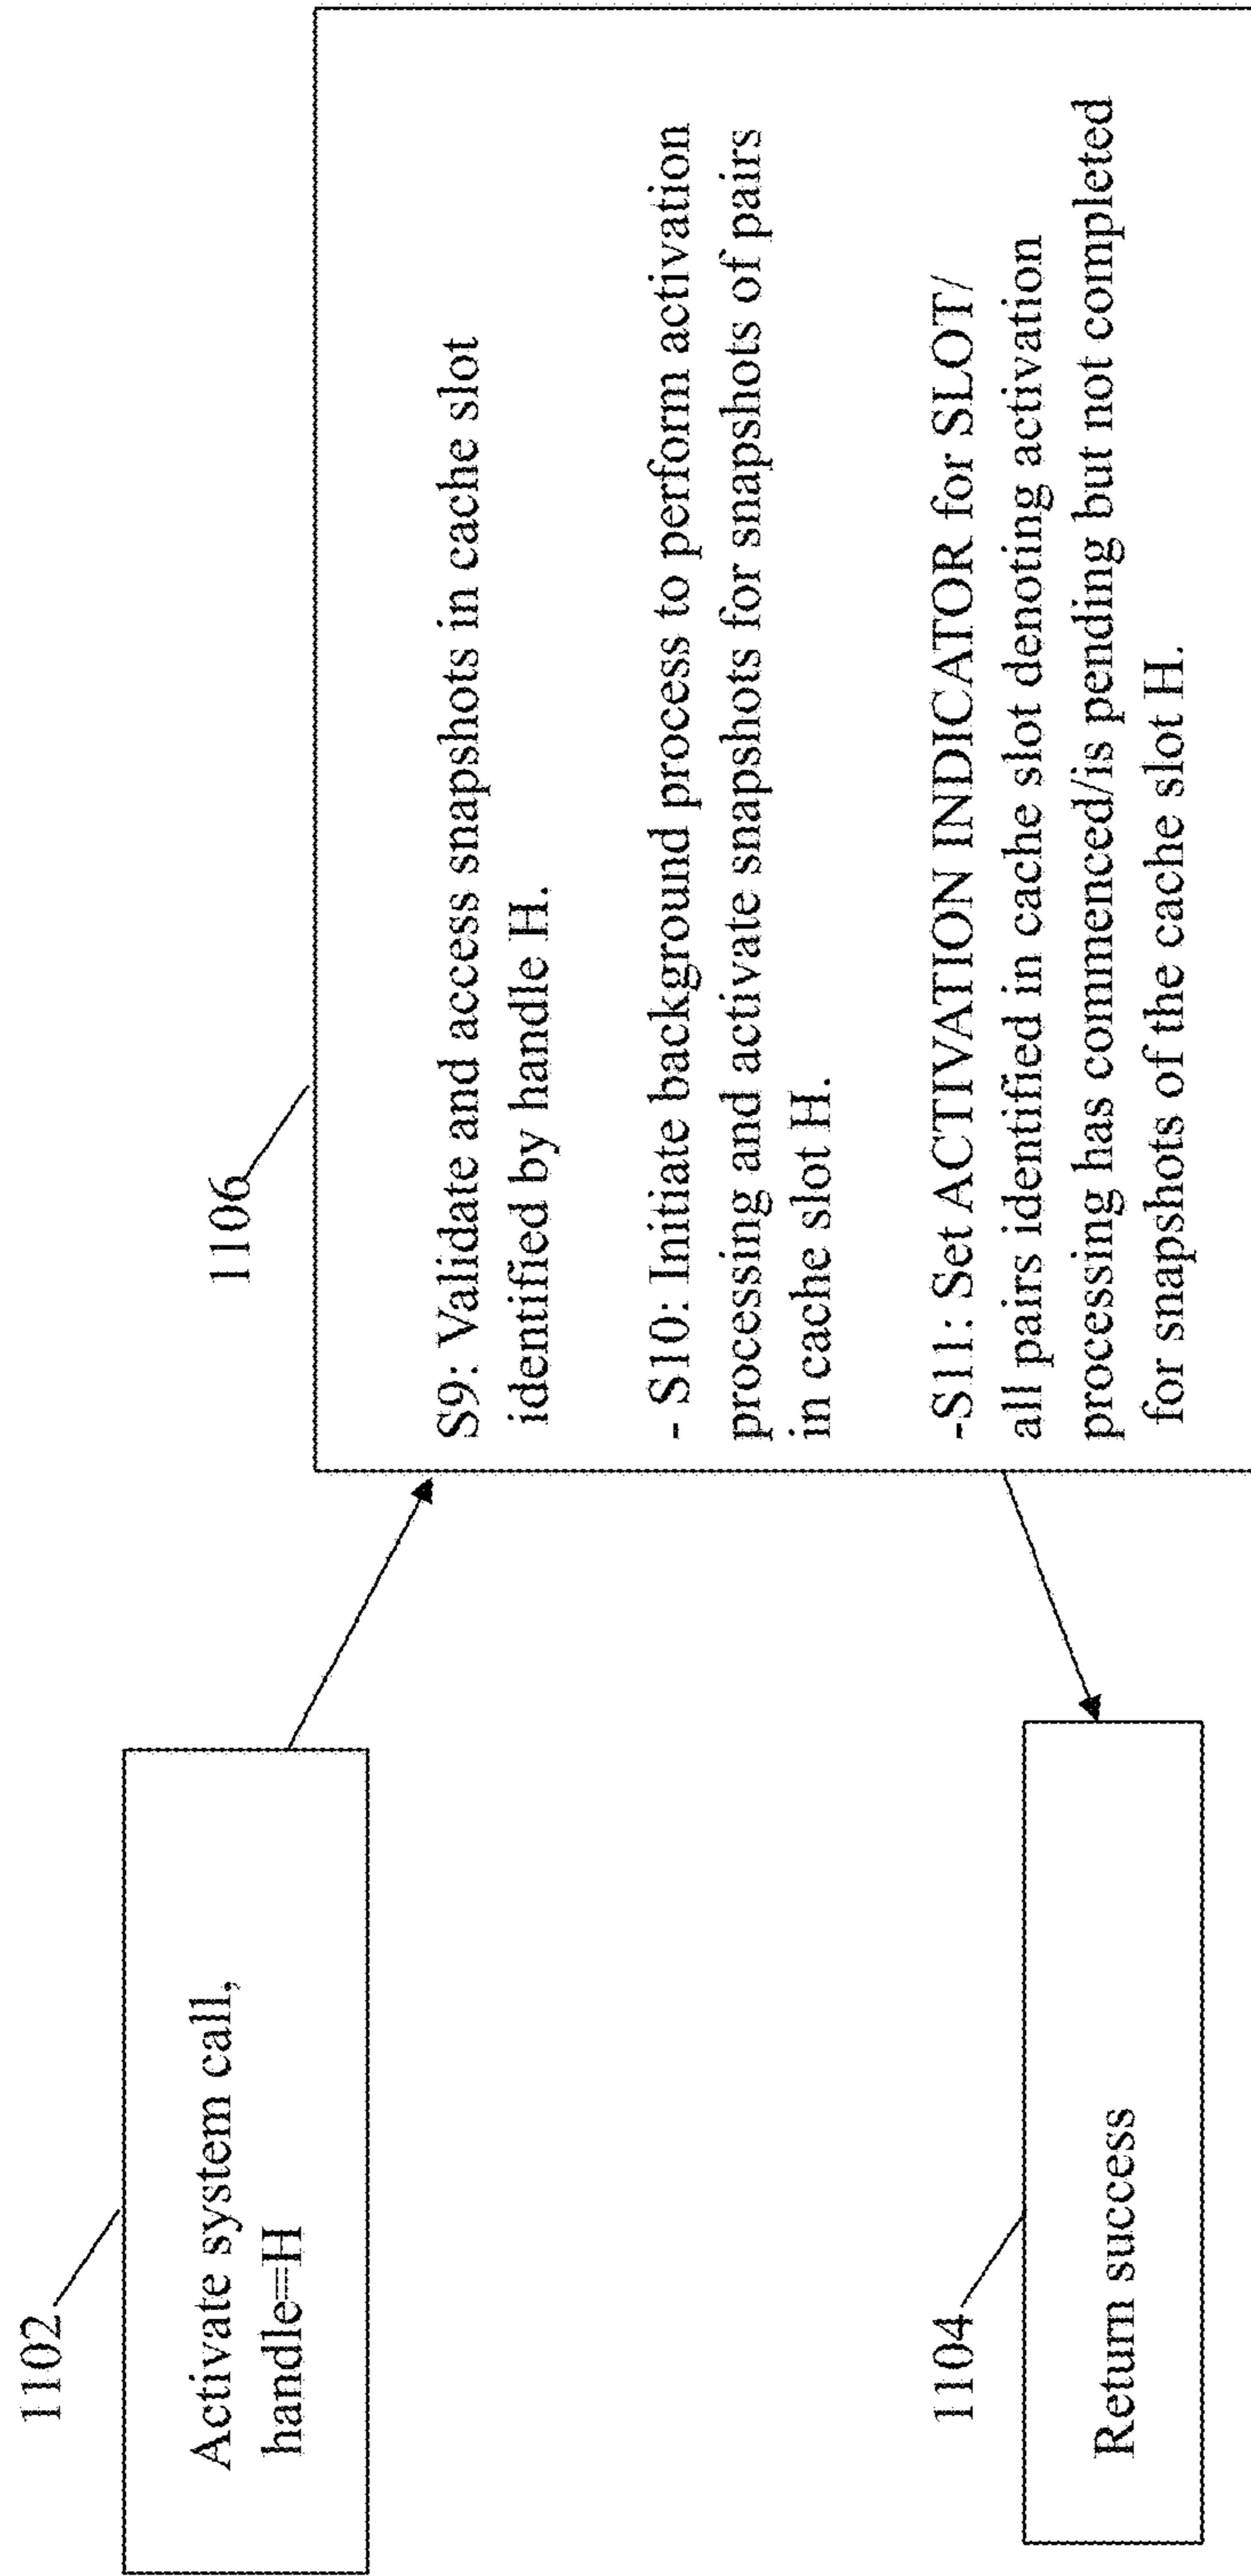 1102
Activate system call,
handle=H
1106
S9: Validate and access snapshots in cache slot
identified by handle H.
- S10: Initiate background process to perform activation
processing and activate snapshots for snapshots of pairs
in cache slot H.
-S11: Set ACTIVATION INDICATOR for SLOT/
all pairs identified in cache slot denoting activation
processing has commenced/is pending but not completed
for snapshots of the cache slot H.
1104
Return success